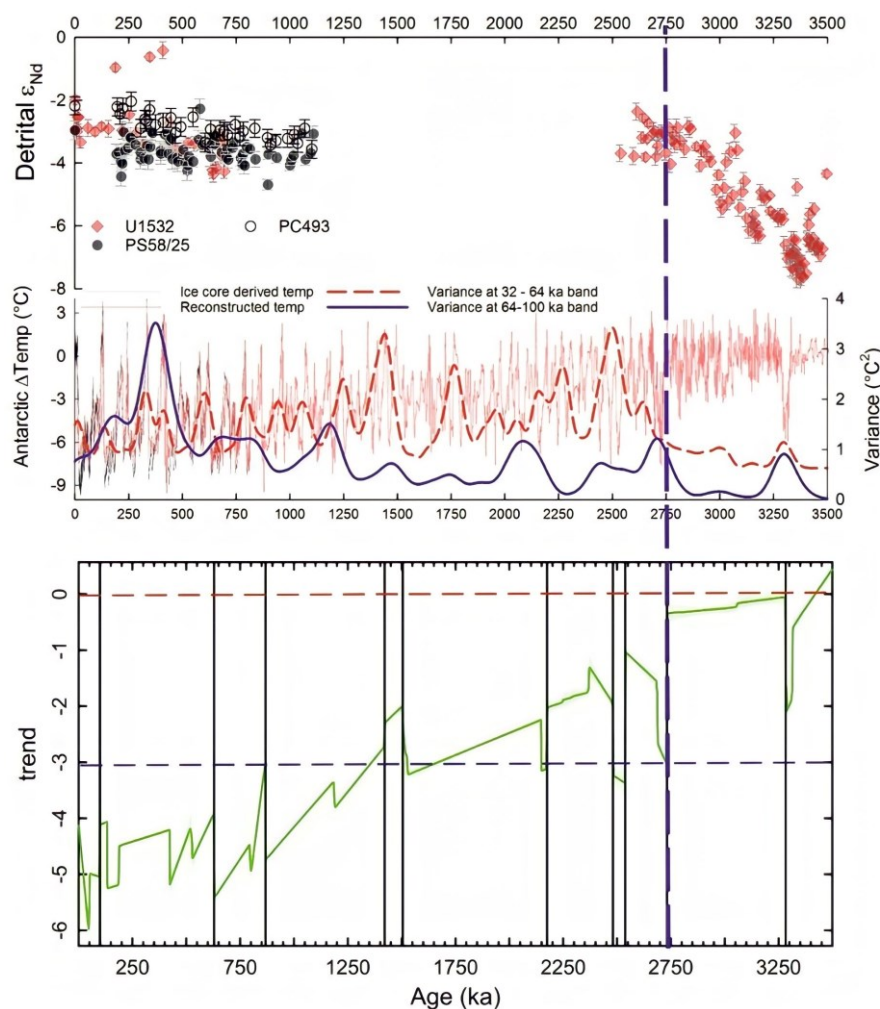 0 250 500 750 1000 1250 1500 1750 2000 2250 2500 2750 3000 3250 3500
Detrital εNd
0
-2
-4
-6
-8
U1532
PC493
PS58/25
Antarctic ΔTemp (°C)
3
0
-3
-6
-9
Ice core derived temp
Variance at 32 - 64 ka band
Reconstructed temp
Variance at 64-100 ka band
4
3
2
1
0
Variance (°C²)
0 250 500 750 1000 1250 1500 1750 2000 2250 2500 2750 3000 3250 3500
trend
0
-1
-2
-3
-4
-5
-6
250 750 1250 1750 2250 2750 3250
Age (ka)